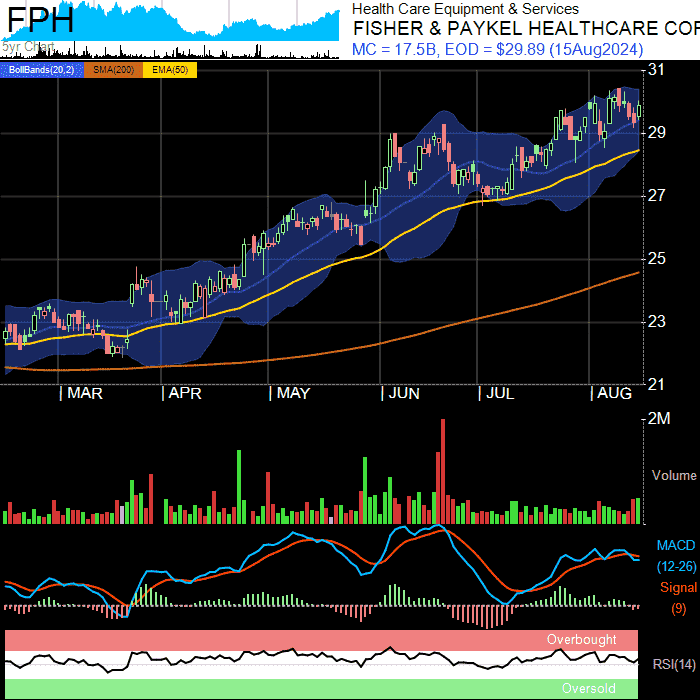 FPH
5yr Chart
Health Care Equipment & Services
FISHER & PAYKEL HEALTHCARE COR
MC = 17.5B, EOD = $29.89 (15Aug2024)
BollBands(20,2) SMA(200) EMA(50)
31
29
27
25
23
21
MAR APR MAY JUN JUL AUG
2M
Volume
MACD
(12-26)
Signal
(9)
Overbought
RSI(14)
Oversold